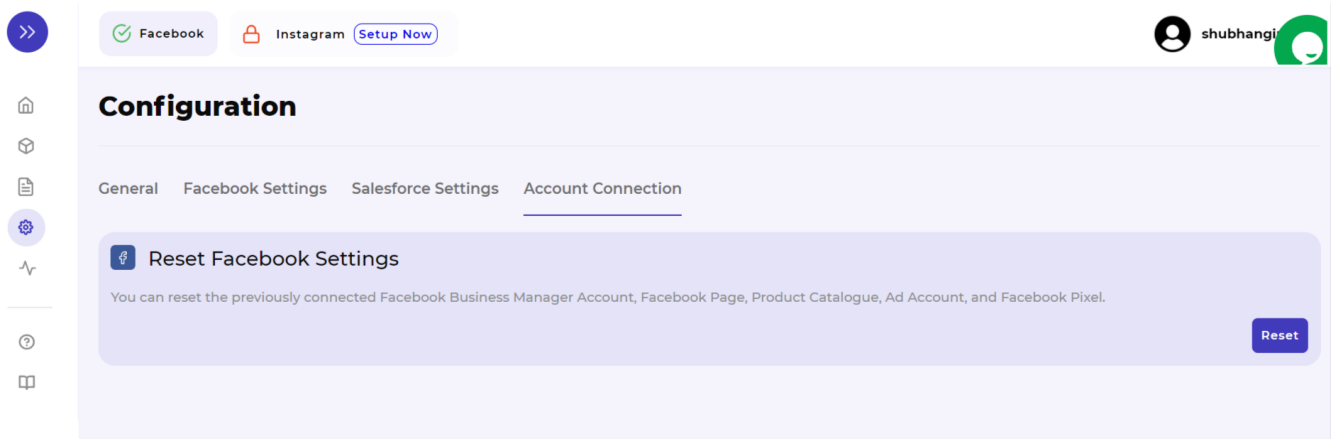 Facebook
Instagram Setup Now
Configuration
General Facebook Settings Salesforce Settings Account Connection
Reset Facebook Settings
You can reset the previously connected Facebook Business Manager Account, Facebook Page, Product Catalogue, Ad Account, and Facebook Pixel.
Reset